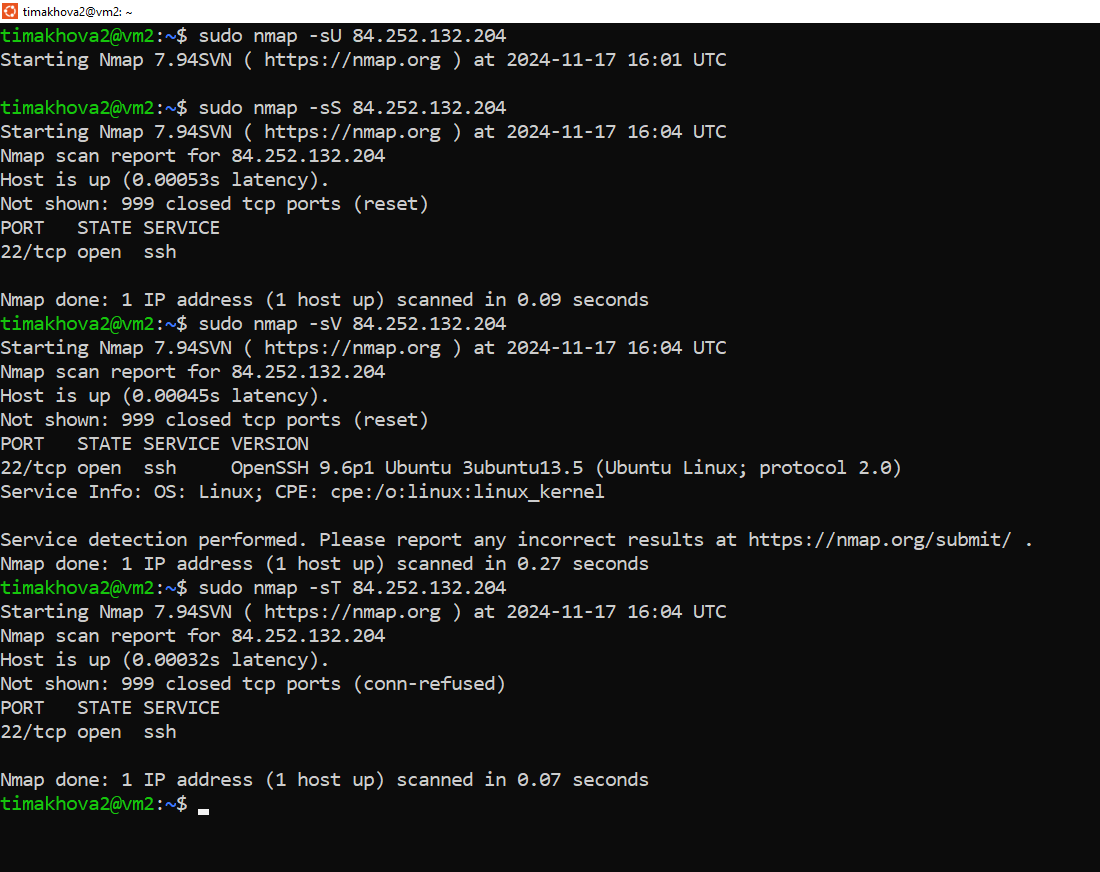 timakhova2@vm2: ~
timakhova2@vm2:~$ sudo nmap -sU 84.252.132.204
Starting Nmap 7.94SVN ( https://nmap.org ) at 2024-11-17 16:01 UTC
timakhova2@vm2:~$ sudo nmap -sS 84.252.132.204
Starting Nmap 7.94SVN ( https://nmap.org ) at 2024-11-17 16:04 UTC
Nmap scan report for 84.252.132.204
Host is up (0.00053s latency).
Not shown: 999 closed tcp ports (reset)
PORT   STATE SERVICE
22/tcp open  ssh
Nmap done: 1 IP address (1 host up) scanned in 0.09 seconds
timakhova2@vm2:~$ sudo nmap -sV 84.252.132.204
Starting Nmap 7.94SVN ( https://nmap.org ) at 2024-11-17 16:04 UTC
Nmap scan report for 84.252.132.204
Host is up (0.00045s latency).
Not shown: 999 closed tcp ports (reset)
PORT   STATE SERVICE VERSION
22/tcp open  ssh     OpenSSH 9.6p1 Ubuntu 3ubuntu13.5 (Ubuntu Linux; protocol 2.0)
Service Info: OS: Linux; CPE: cpe:/o:linux:linux_kernel
Service detection performed. Please report any incorrect results at https://nmap.org/submit/ .
Nmap done: 1 IP address (1 host up) scanned in 0.27 seconds
timakhova2@vm2:~$ sudo nmap -sT 84.252.132.204
Starting Nmap 7.94SVN ( https://nmap.org ) at 2024-11-17 16:04 UTC
Nmap scan report for 84.252.132.204
Host is up (0.00032s latency).
Not shown: 999 closed tcp ports (conn-refused)
PORT   STATE SERVICE
22/tcp open  ssh
Nmap done: 1 IP address (1 host up) scanned in 0.07 seconds
timakhova2@vm2:~$